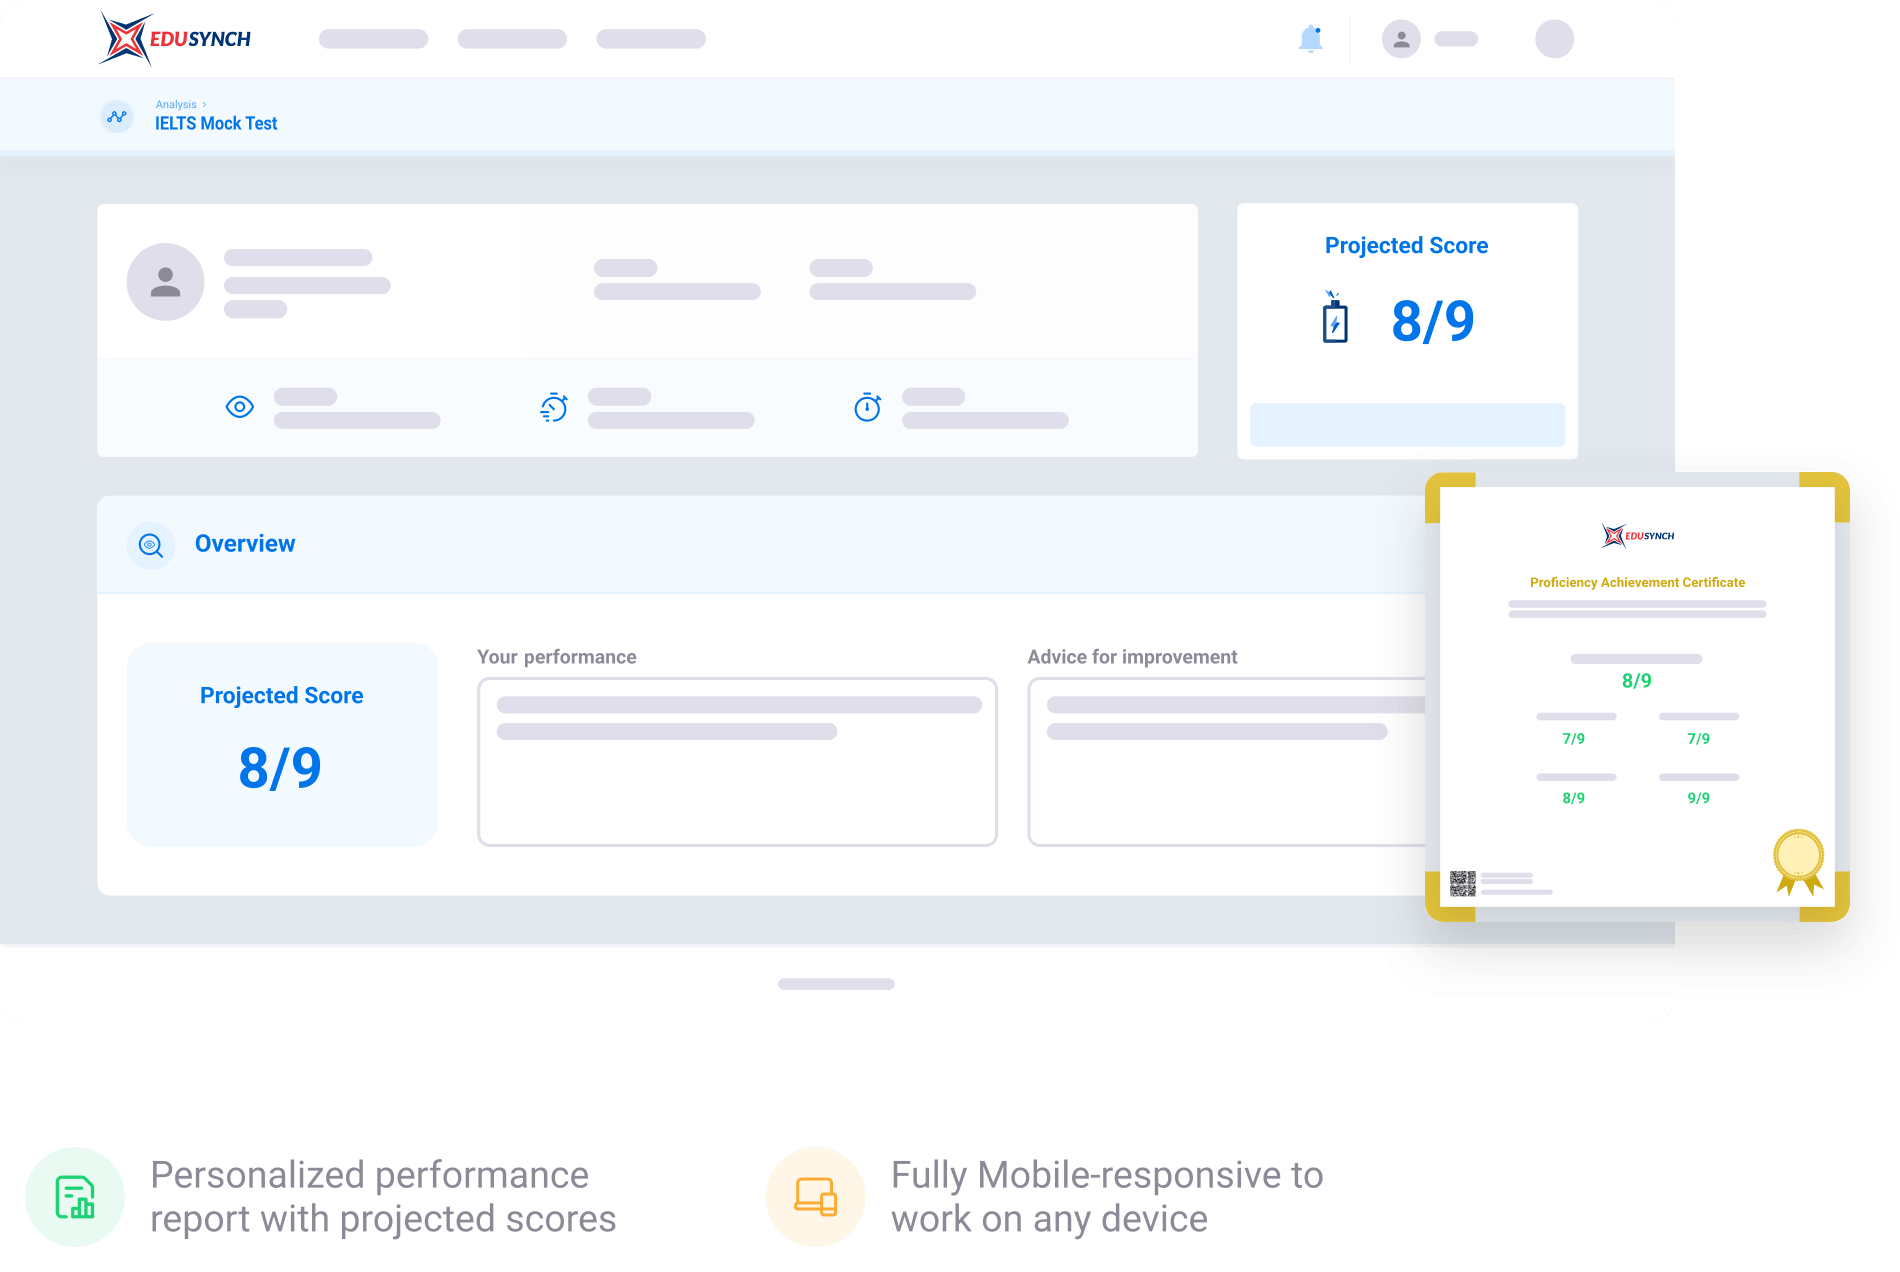 EDUSYNCH
Analysis ›
IELTS Mock Test
Projected Score
8/9
Overview
Your performance
Advice for improvement
Projected Score
8/9
EDUSYNCH
Proficiency Achievement Certificate
8/9
7/9 7/9
8/9 9/9
Personalized performance
report with projected scores
Fully Mobile-responsive to
work on any device